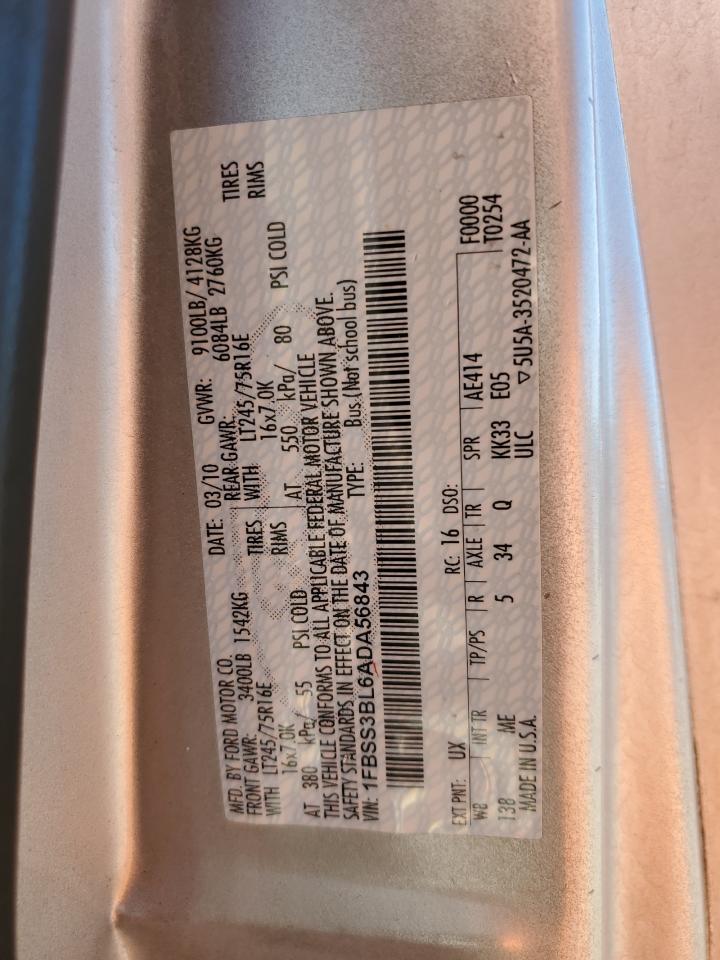 MFD. BY FORD MOTOR CO. DATE: 03/10 GVWR: 9100LB/ 4128KG
FRONT GAWR: 3400LB 1542KG REAR GAWR: 6084LB 2760KG
WITH LT245/75R16E TIRES WITH LT245/75R16E TIRES
16x7.0K RIMS 16x7.0K RIMS
AT 380 kPa/ 55 PSI COLD AT 550 kPa/ 80 PSI COLD
THIS VEHICLE CONFORMS TO ALL APPLICABLE FEDERAL MOTOR VEHICLE
SAFETY STANDARDS IN EFFECT ON THE DATE OF MANUFACTURE SHOWN ABOVE.
VIN: 1FBSS3BL6ADA56843 TYPE: Bus (Not school bus)
EXT PNT: UX RC: 16 DSO: F0000
WB INT TR TP/PS R AXLE TR SPR AE414 T0254
138 ME 5 34 Q KK33 E05
MADE IN U.S.A. ULC ▽5U5A-3520472-AA